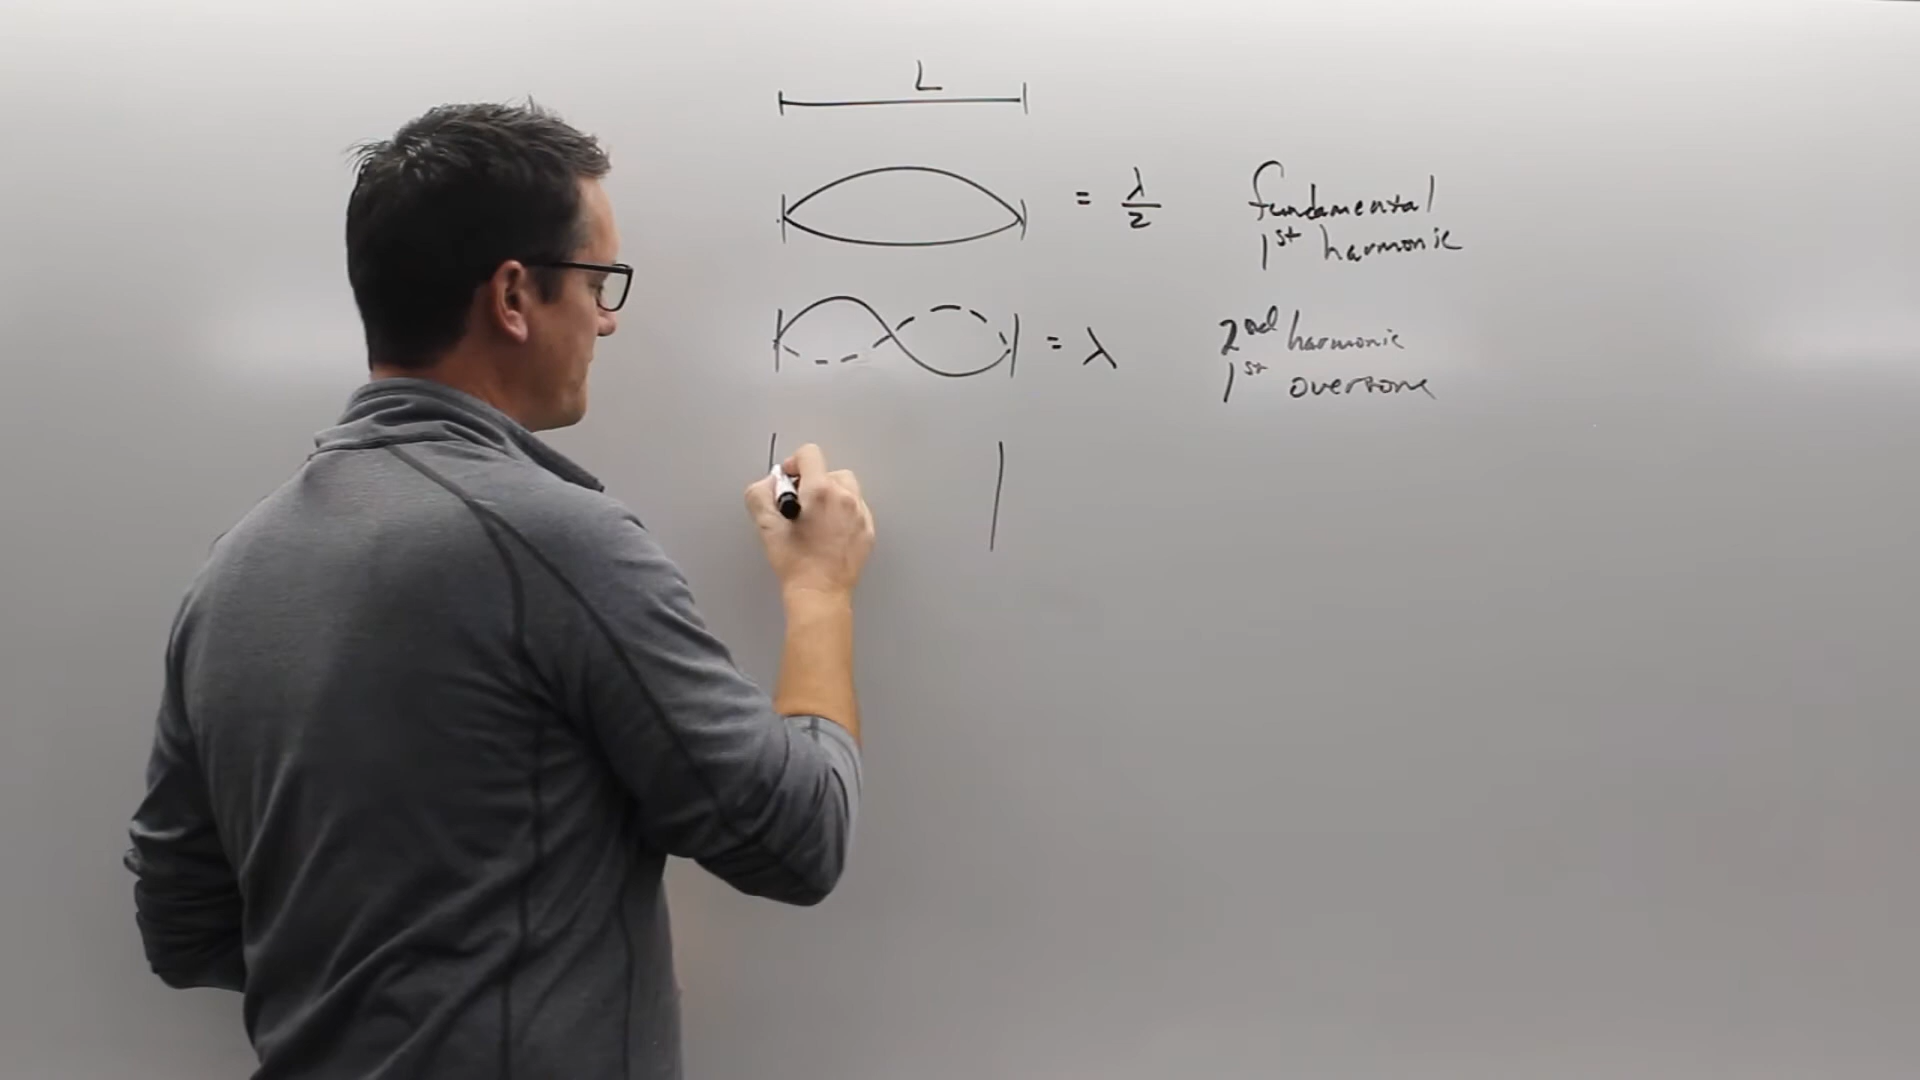 L
= λ/2
fundamental
1st harmonic
= λ
2nd harmonic
1st overtone